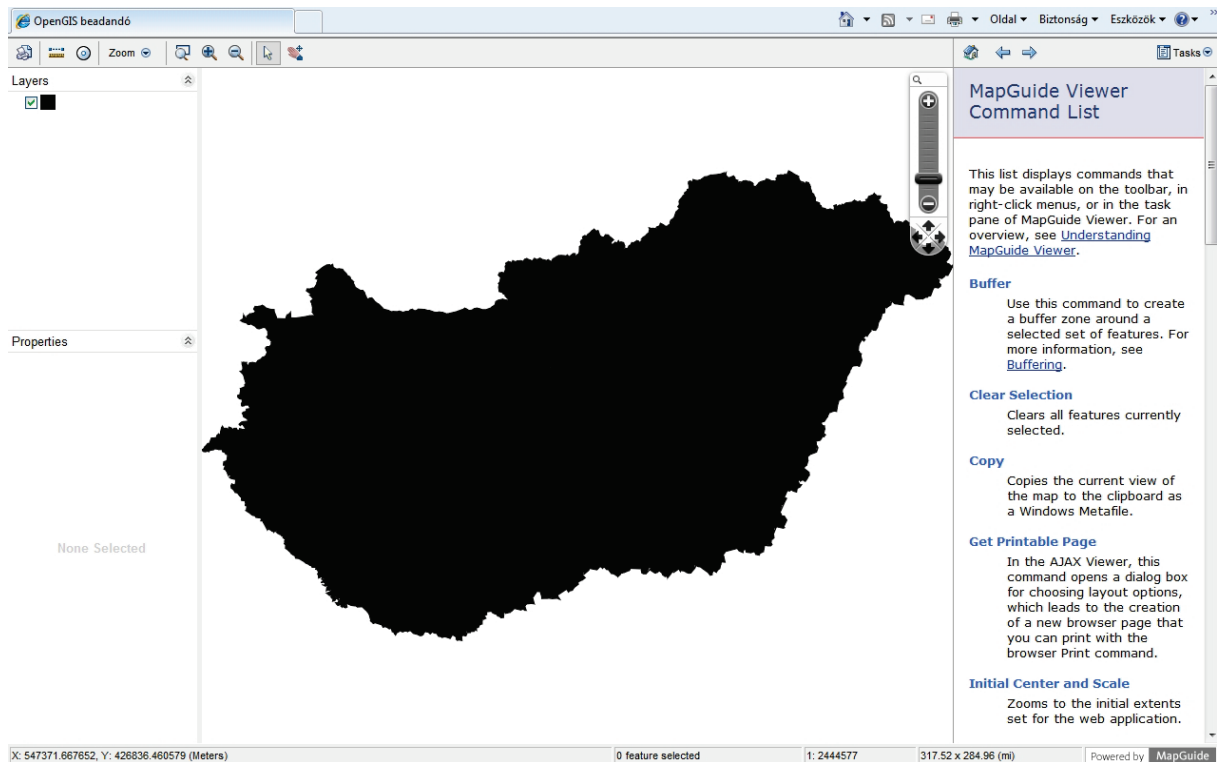 OpenGIS beadandó
Oldal
Biztonság
Eszközök
Zoom
Tasks
Layers
Properties
None Selected
MapGuide Viewer
Command List
This list displays commands that
may be available on the toolbar, in
right-click menus, or in the task
pane of MapGuide Viewer. For an
overview, see Understanding
MapGuide Viewer.
Buffer
Use this command to create
a buffer zone around a
selected set of features. For
more information, see
Buffering.
Clear Selection
Clears all features currently
selected.
Copy
Copies the current view of
the map to the clipboard as
a Windows Metafile.
Get Printable Page
In the AJAX Viewer, this
command opens a dialog box
for choosing layout options,
which leads to the creation
of a new browser page that
you can print with the
browser Print command.
Initial Center and Scale
Zooms to the initial extents
set for the web application.
X: 547371.667652, Y: 426836.460579 (Meters)
0 feature selected
1: 2444577
317.52 x 284.96 (mi)
Powered by MapGuide